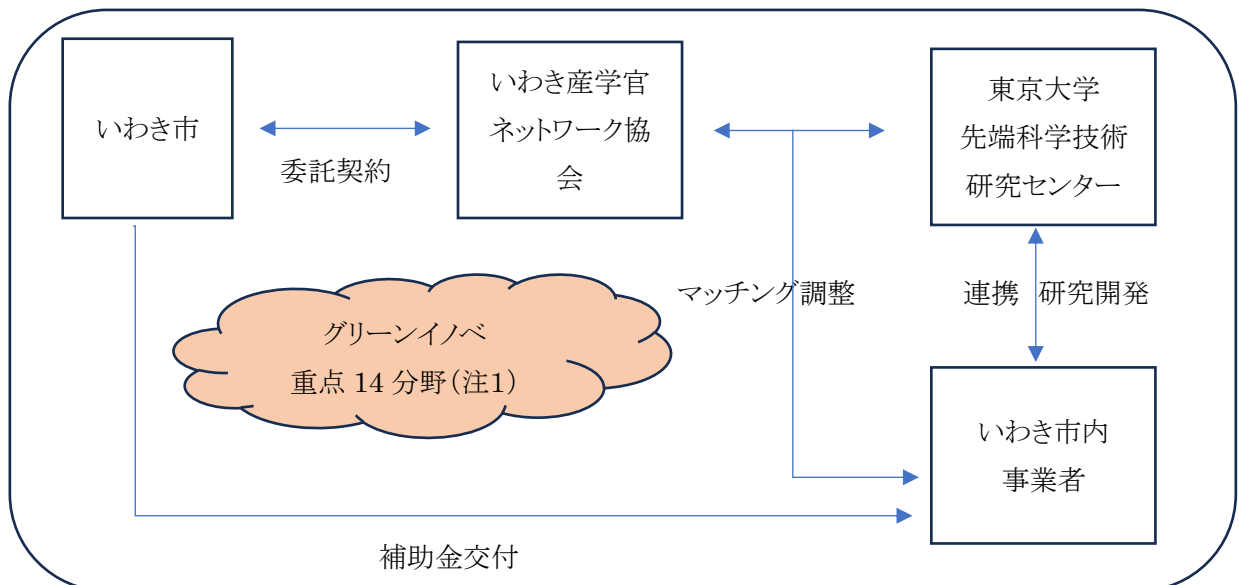 いわき市
委託契約
いわき産学官
ネットワーク協
会
東京大学
先端科学技術
研究センター
グリーンイノベ
重点 14 分野(注1)
マッチング調整
連携 研究開発
いわき市内
事業者
補助金交付